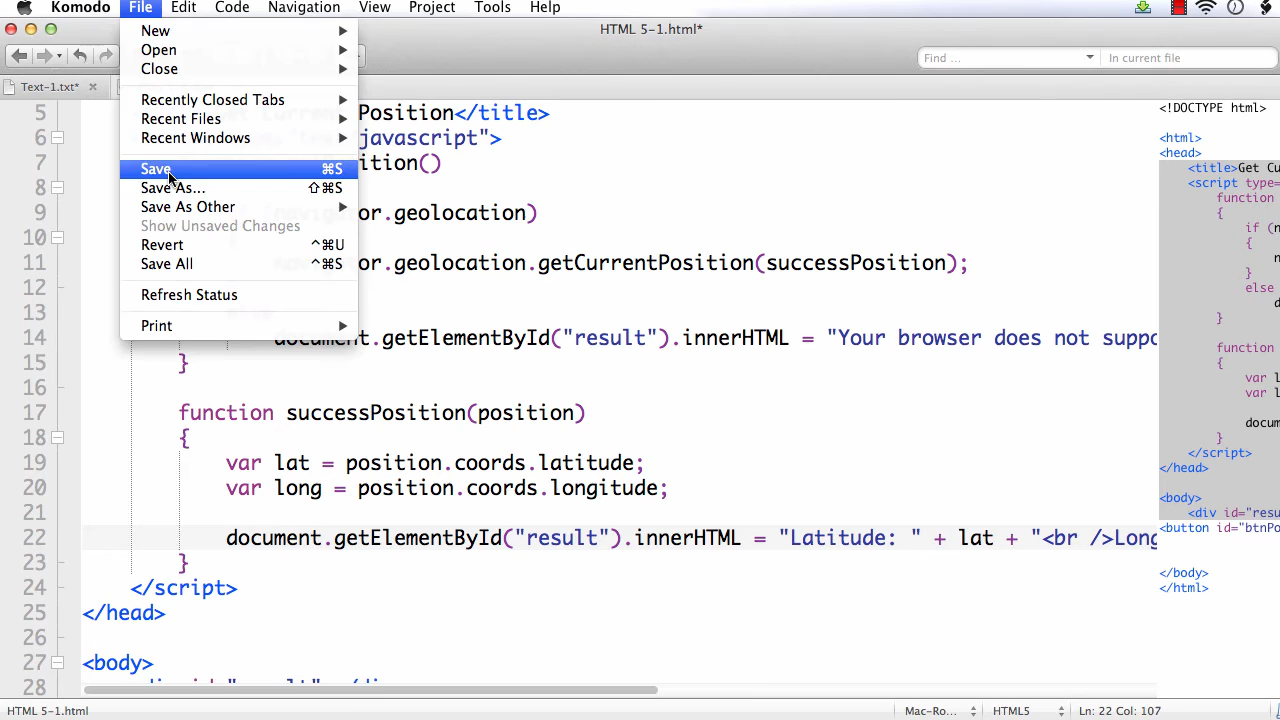 Komodo File Edit Code Navigation View Project Tools Help
HTML 5-1.html*
Find ... In current file
Text-1.txt*
New
Open
Close
Recently Closed Tabs
Recent Files
Recent Windows
Save ⌘S
Save As... ⇧⌘S
Save As Other
Show Unsaved Changes
Revert ^⌘U
Save All ^⌘S
Refresh Status
Print
5 Position</title>
6 javascript">
7 ition()
8
9 or.geolocation)
10
11 or.geolocation.getCurrentPosition(successPosition);
12
13
14 document.getElementById("result").innerHTML = "Your browser does not suppo
15 }
16
17 function successPosition(position)
18 {
19 var lat = position.coords.latitude;
20 var long = position.coords.longitude;
21
22 document.getElementById("result").innerHTML = "Latitude: " + lat + "<br />Long
23 }
24 </script>
25 </head>
26
27 <body>
28
<!DOCTYPE html>
<html>
<head>
<title>Get Cu
<script type=
function
{
if (n
{
n
}
else
d
}
function
{
var l
var l
docum
}
</script>
</head>
<body>
<div id="resu
<button id="btnPo
</body>
</html>
HTML 5-1.html Mac-Ro... HTML5 Ln: 22 Col: 107